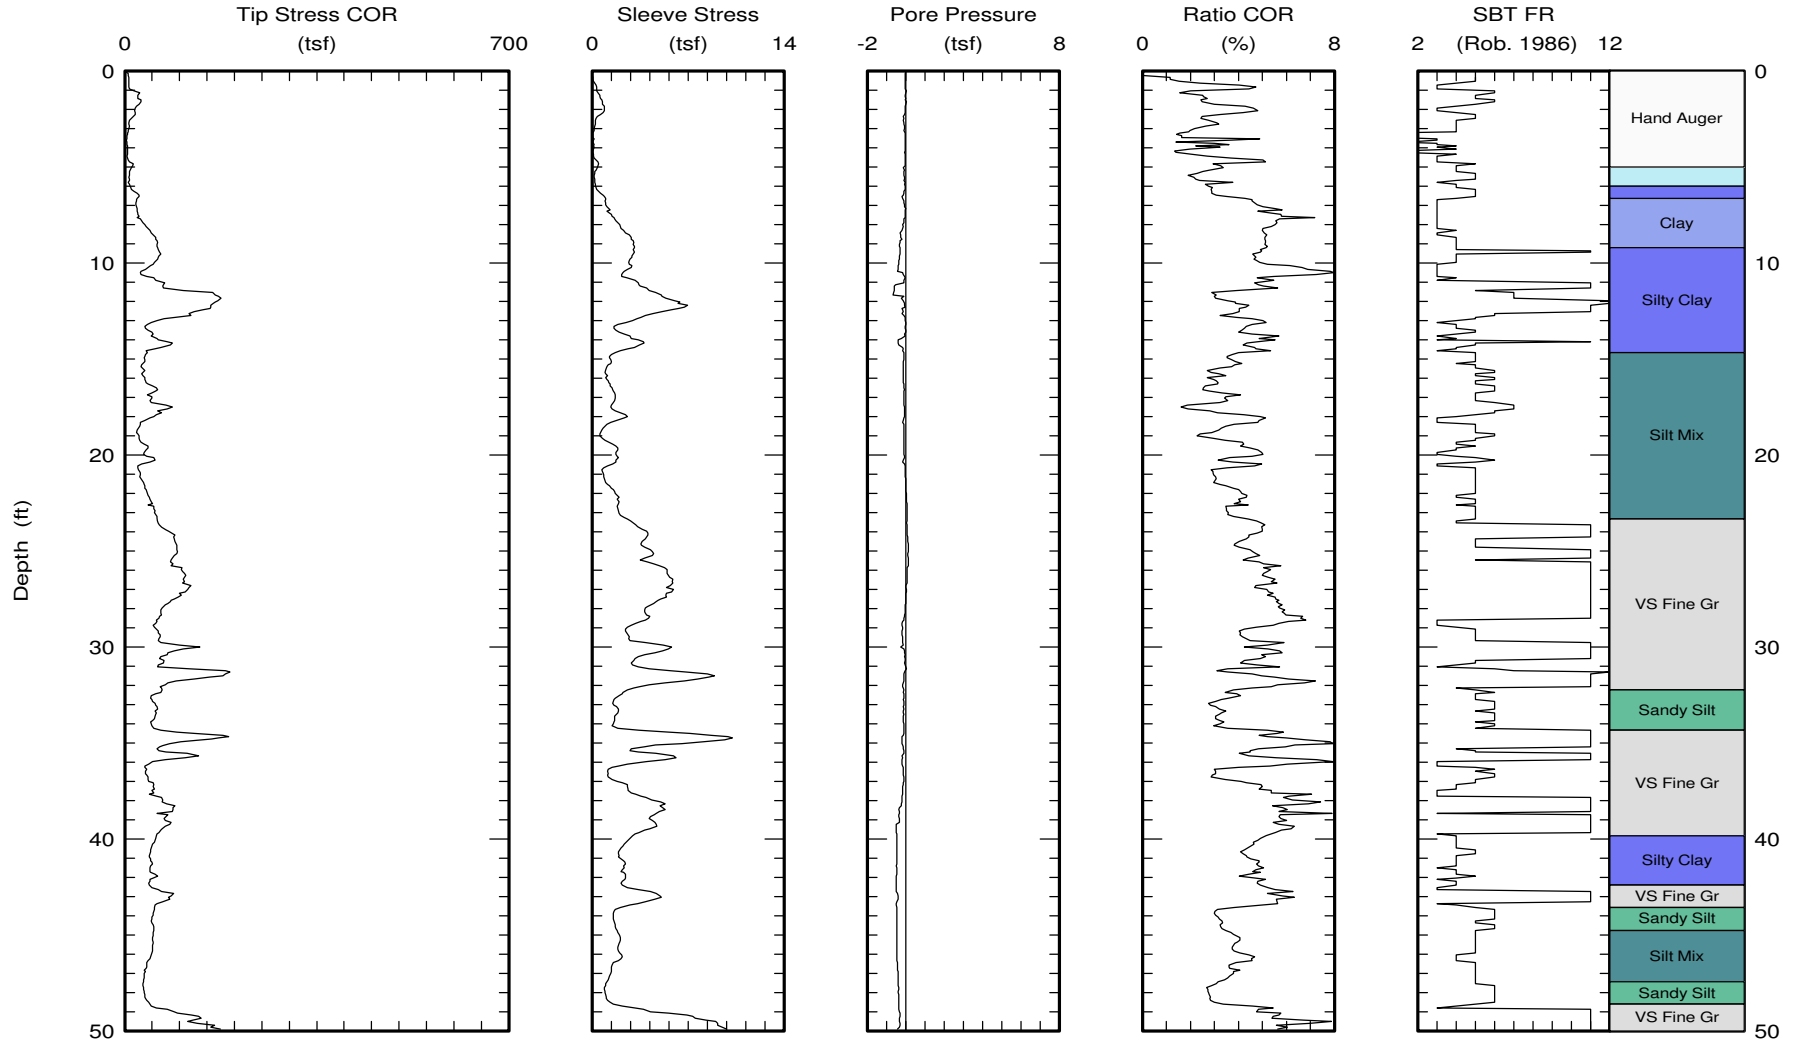 Tip Stress COR Sleeve Stress Pore Pressure Ratio COR SBT FR
0 (tsf) 700 0 (tsf) 14 -2 (tsf) 8 0 (%) 8 2 (Rob. 1986) 12
0 0
Hand Auger
Clay
10 10
Silty Clay
Silt Mix
20 20
Depth (ft)
VS Fine Gr
30 30
Sandy Silt
VS Fine Gr
40 40
Silty Clay
VS Fine Gr
Sandy Silt
Silt Mix
Sandy Silt
VS Fine Gr
50 50